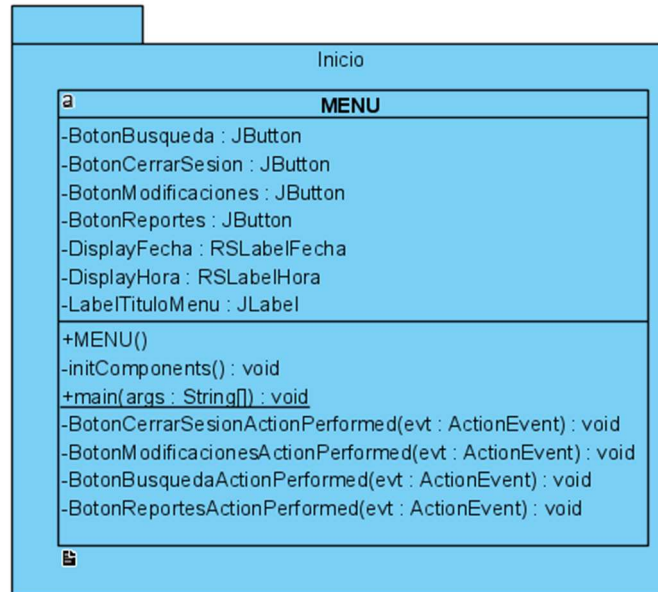 Inicio
a
MENU
-BotonBusqueda : JButton
-BotonCerrarSesion : JButton
-BotonModificaciones : JButton
-BotonReportes : JButton
-DisplayFecha : RSLabelFecha
-DisplayHora : RSLabelHora
-LabelTituloMenu : JLabel
+MENU()
-initComponents() : void
+main(args : String[]) : void
-BotonCerrarSesionActionPerformed(evt : ActionEvent) : void
-BotonModificacionesActionPerformed(evt : ActionEvent) : void
-BotonBusquedaActionPerformed(evt : ActionEvent) : void
-BotonReportesActionPerformed(evt : ActionEvent) : void